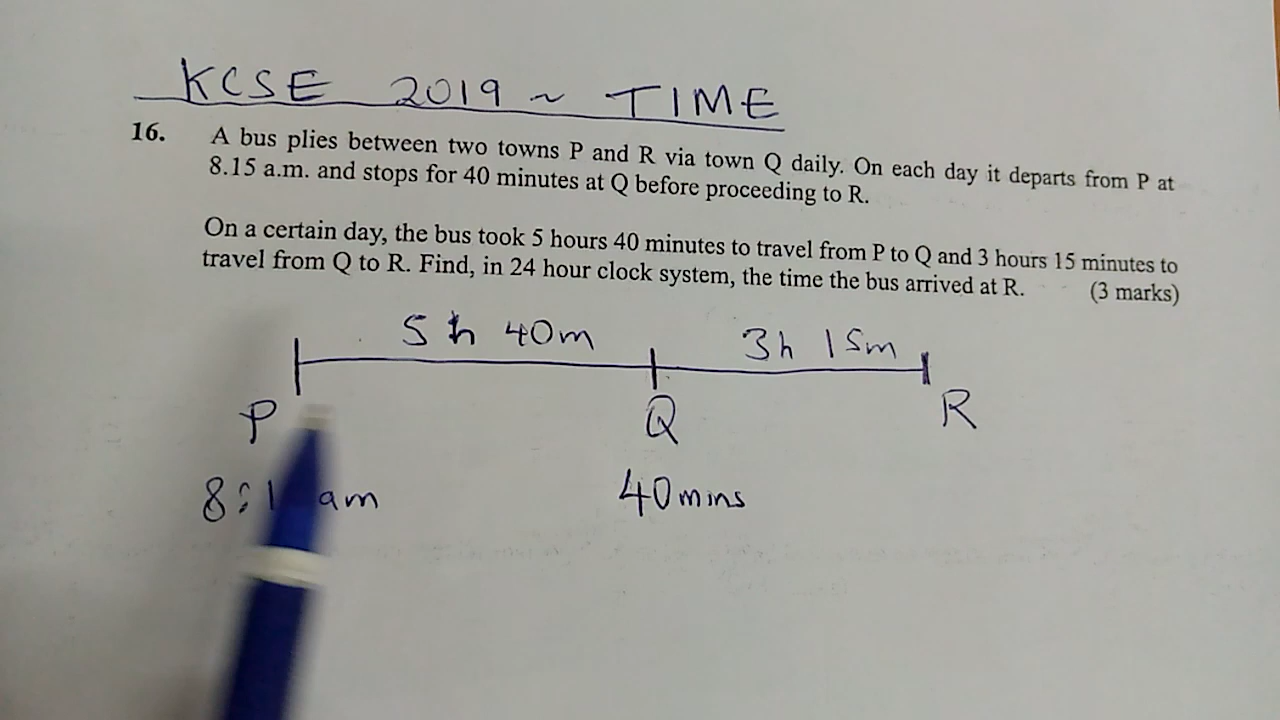 KCSE 2019 ~ TIME
16. A bus plies between two towns P and R via town Q daily. On each day it departs from P at
8.15 a.m. and stops for 40 minutes at Q before proceeding to R.
On a certain day, the bus took 5 hours 40 minutes to travel from P to Q and 3 hours 15 minutes to
travel from Q to R. Find, in 24 hour clock system, the time the bus arrived at R. (3 marks)
5h 40m 3h 15m
P Q R
8:1 am 40mins